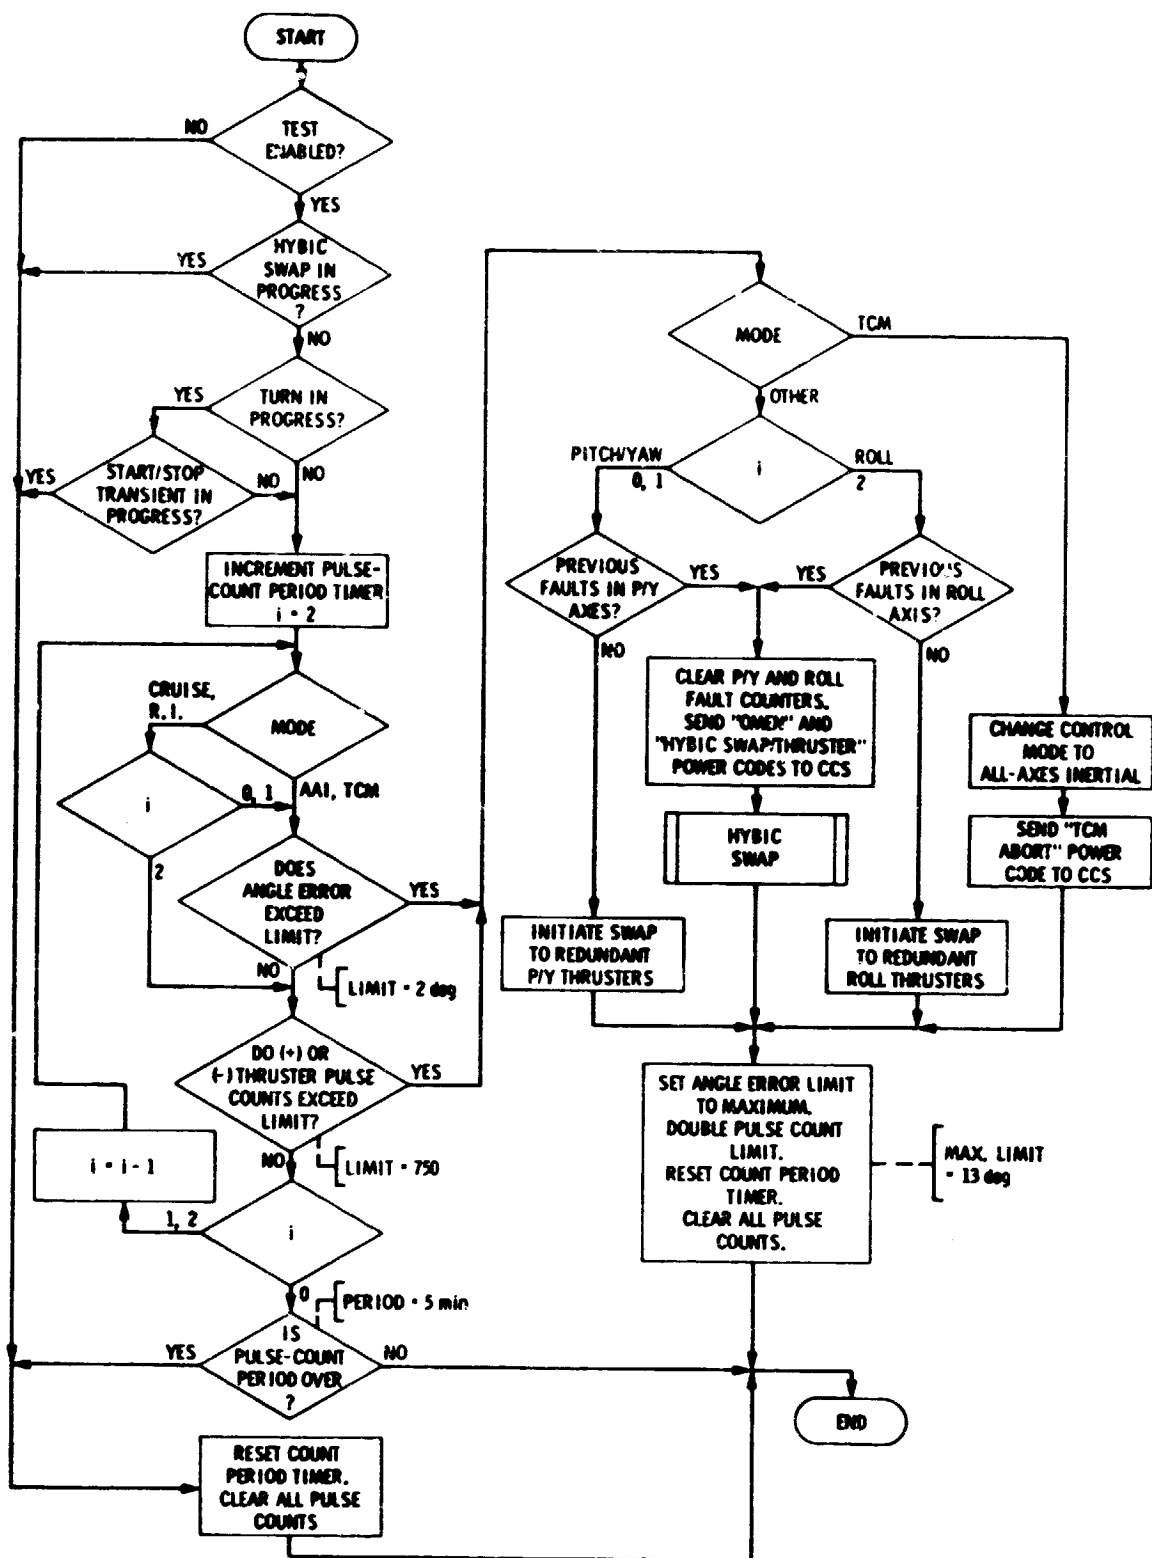 START
TEST
ENABLED?
NO
YES
HYBIC
SWAP IN
PROGRESS
?
YES
NO
TURN IN
PROGRESS?
YES
NO
START/STOP
TRANSIENT IN
PROGRESS?
YES
NO
INCREMENT PULSE-
COUNT PERIOD TIMER
i = 2
MODE
CRUISE,
R.I.
AAI, TCM
i
0, 1
2
DOES
ANGLE ERROR
EXCEED
LIMIT?
YES
NO
LIMIT = 2 deg
DO (+) OR
(-) THRUSTER PULSE
COUNTS EXCEED
LIMIT?
YES
NO
LIMIT = 750
i = i - 1
1, 2
i
0
PERIOD = 5 min
IS
PULSE-COUNT
PERIOD OVER
?
YES
NO
RESET COUNT
PERIOD TIMER.
CLEAR ALL PULSE
COUNTS
MODE
TCM
OTHER
i
PITCH/YAW
0, 1
ROLL
2
PREVIOUS
FAULTS IN P/Y
AXES?
YES
NO
PREVIOUS
FAULTS IN ROLL
AXIS?
YES
NO
CLEAR P/Y AND ROLL
FAULT COUNTERS.
SEND "OMEN" AND
"HYBIC SWAP/THRUSTER"
POWER CODES TO CCS
HYBIC
SWAP
CHANGE CONTROL
MODE TO
ALL-AXES INERTIAL
SEND "TCM
ABORT" POWER
CODE TO CCS
INITIATE SWAP
TO REDUNDANT
P/Y THRUSTERS
INITIATE SWAP
TO REDUNDANT
ROLL THRUSTERS
SET ANGLE ERROR LIMIT
TO MAXIMUM.
DOUBLE PULSE COUNT
LIMIT.
RESET COUNT PERIOD
TIMER.
CLEAR ALL PULSE
COUNTS.
MAX. LIMIT
= 13 deg
END